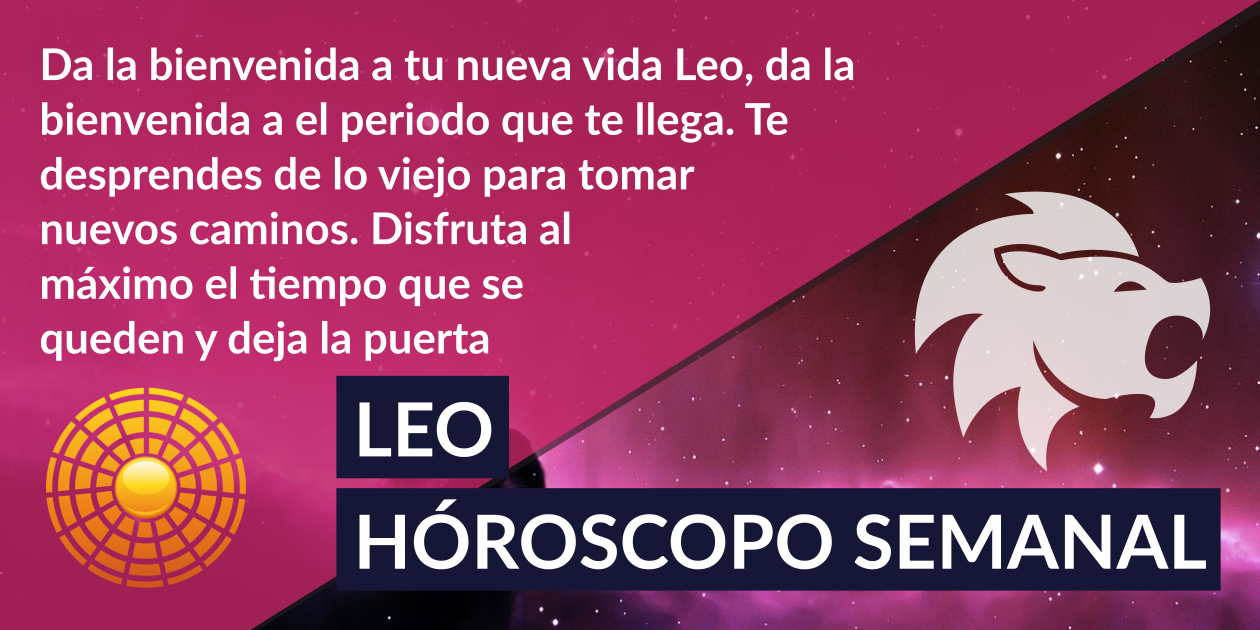 Da la bienvenida a tu nueva vida Leo, da la
bienvenida a el periodo que te llega. Te
desprendes de lo viejo para tomar
nuevos caminos. Disfruta al
máximo el tiempo que se
queden y deja la puerta
LEO
HÓROSCOPO SEMANAL